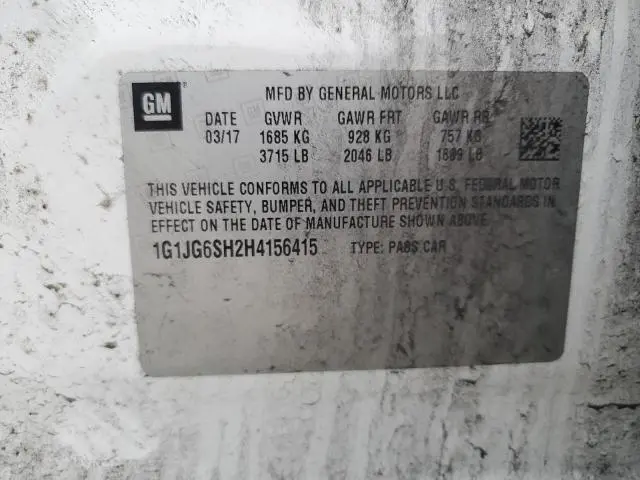 GM
MFD BY GENERAL MOTORS LLC
DATE GVWR GAWR FRT GAWR RR
03/17 1685 KG 928 KG 757 KG
3715 LB 2046 LB 1669 LB
THIS VEHICLE CONFORMS TO ALL APPLICABLE U.S. FEDERAL MOTOR
VEHICLE SAFETY, BUMPER, AND THEFT PREVENTION STANDARDS
IN EFFECT ON THE DATE OF MANUFACTURE SHOWN ABOVE.
1G1JG6SH2H4156415 TYPE: PASS CAR